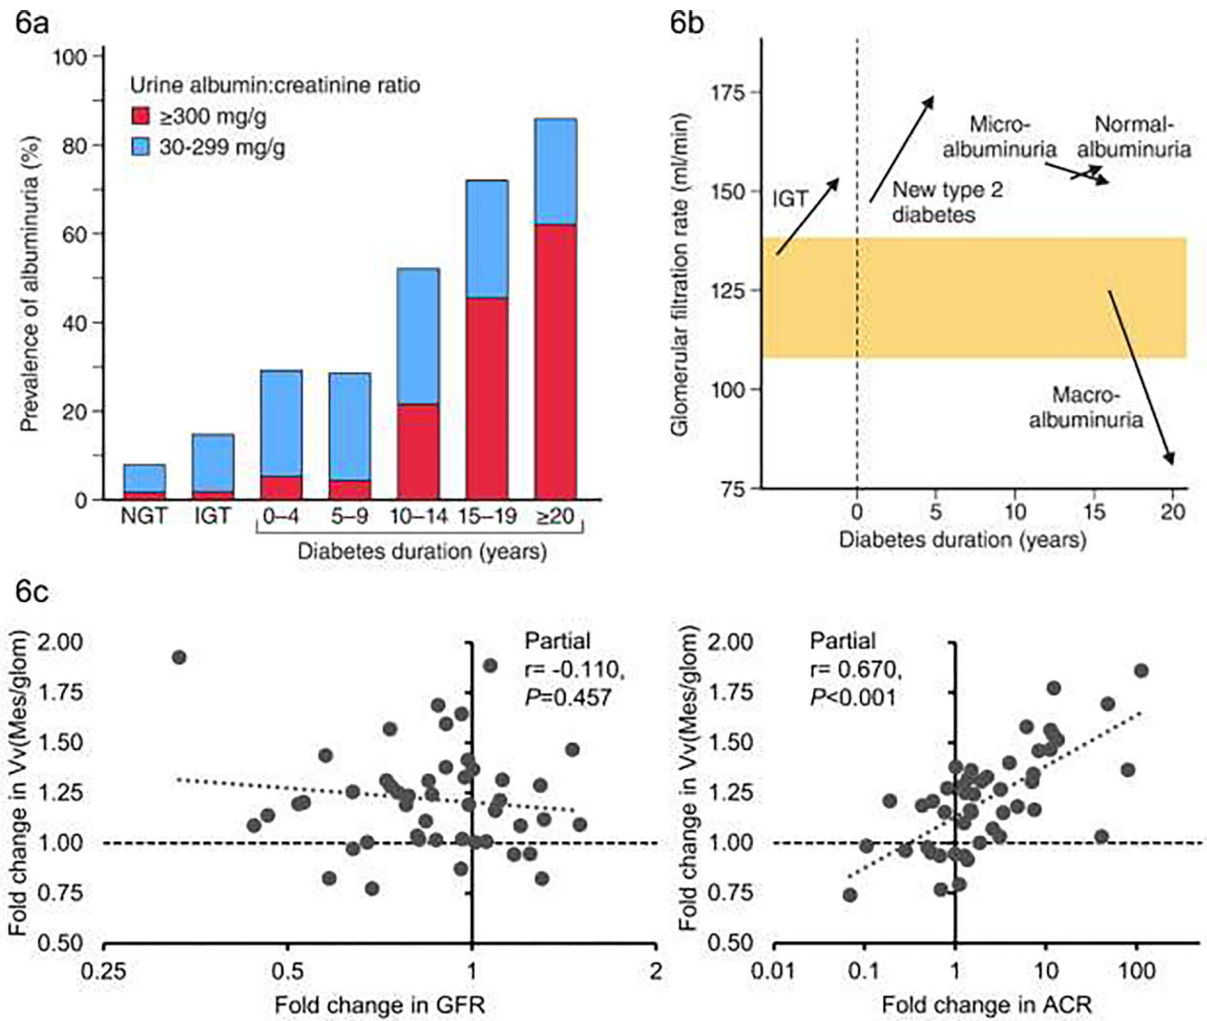 6a
Prevalence of albuminuria (%)
100
80
60
40
20
0
Urine albumin:creatinine ratio
≥300 mg/g
30-299 mg/g
NGT IGT 0–4 5–9 10–14 15–19 ≥20
Diabetes duration (years)
6b
Glomerular filtration rate (ml/min)
175
150
125
100
75
IGT
New type 2
diabetes
Micro-
albuminuria
Normal-
albuminuria
Macro-
albuminuria
0 5 10 15 20
Diabetes duration (years)
6c
Fold change in Vv(Mes/glom)
2.00
1.75
1.50
1.25
1.00
0.75
0.50
Partial
r= -0.110,
P=0.457
0.25 0.5 1 2
Fold change in GFR
Fold change in Vv(Mes/glom)
2.00
1.75
1.50
1.25
1.00
0.75
0.50
Partial
r= 0.670,
P<0.001
0.01 0.1 1 10 100
Fold change in ACR